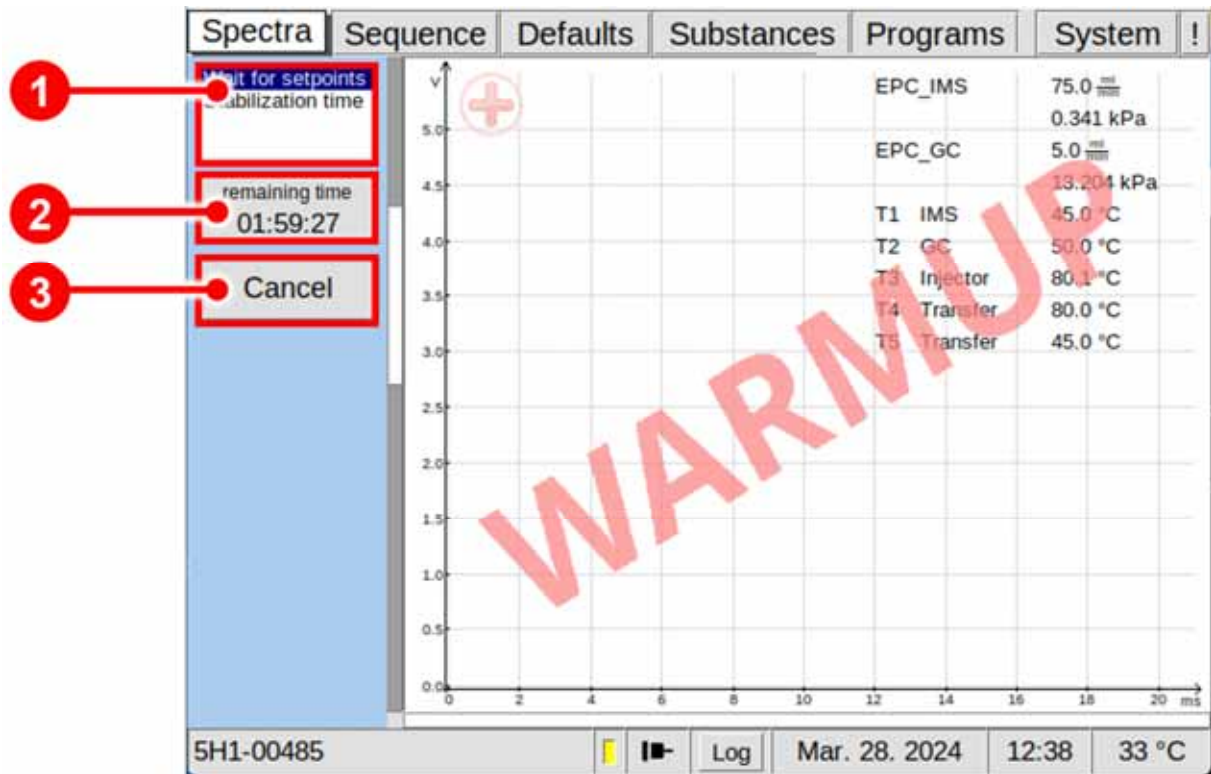 Spectra Sequence Defaults Substances Programs System !
1
Wait for setpoints
Stabilization time
2
remaining time
01:59:27
3
Cancel
V
5.0
4.5
4.0
3.5
3.0
2.5
2.0
1.5
1.0
0.5
0.0
0 2 4 6 8 10 12 14 16 18 20 ms
EPC_IMS 75.0 ml/min
0.341 kPa
EPC_GC 5.0 ml/min
13.204 kPa
T1 IMS 45.0 °C
T2 GC 50.0 °C
T3 Injector 80.1 °C
T4 Transfer 80.0 °C
T5 Transfer 45.0 °C
WARMUP
5H1-00485 Log Mar. 28. 2024 12:38 33 °C